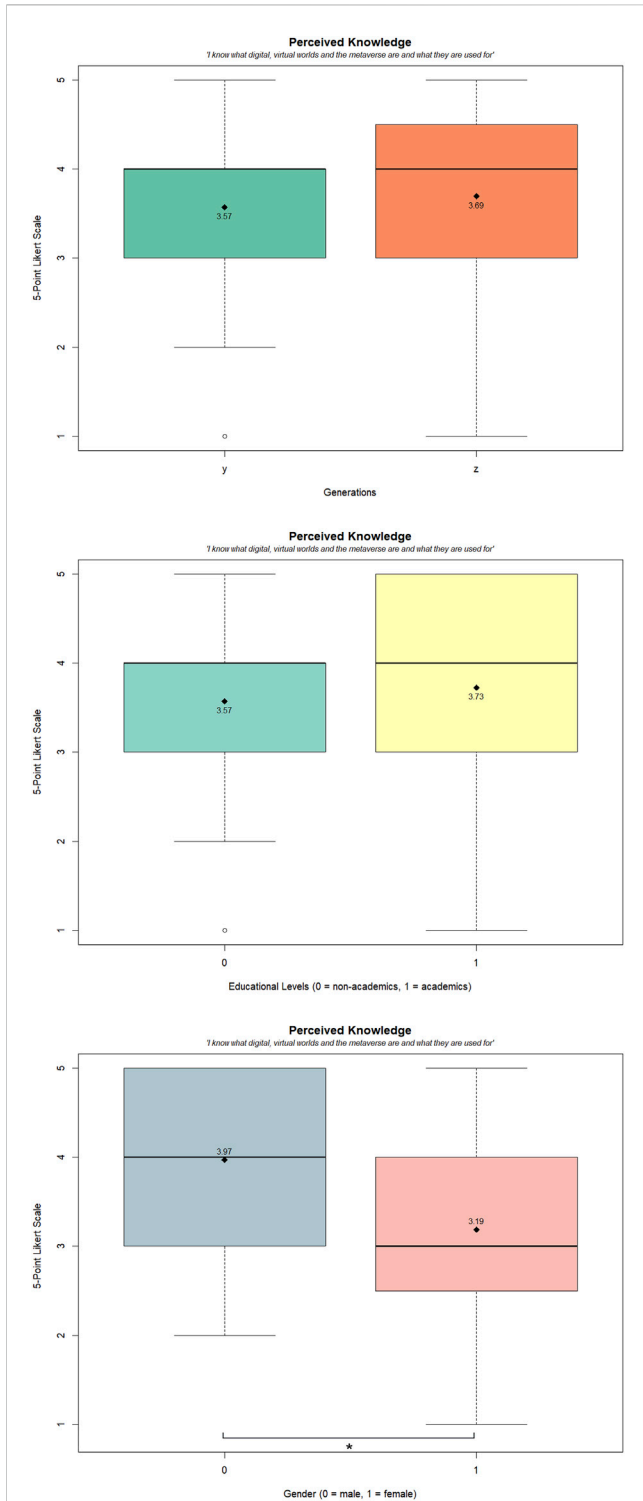 Perceived Knowledge
'I know what digital, virtual worlds and the metaverse are and what they are used for'
5
4
3
2
1
5-Point Likert Scale
3.57
3.69
y
z
Generations
Perceived Knowledge
'I know what digital, virtual worlds and the metaverse are and what they are used for'
5
4
3
2
1
5-Point Likert Scale
3.57
3.73
0
1
Educational Levels (0 = non-academics, 1 = academics)
Perceived Knowledge
'I know what digital, virtual worlds and the metaverse are and what they are used for'
5
4
3
2
1
5-Point Likert Scale
3.97
3.19
*
0
1
Gender (0 = male, 1 = female)